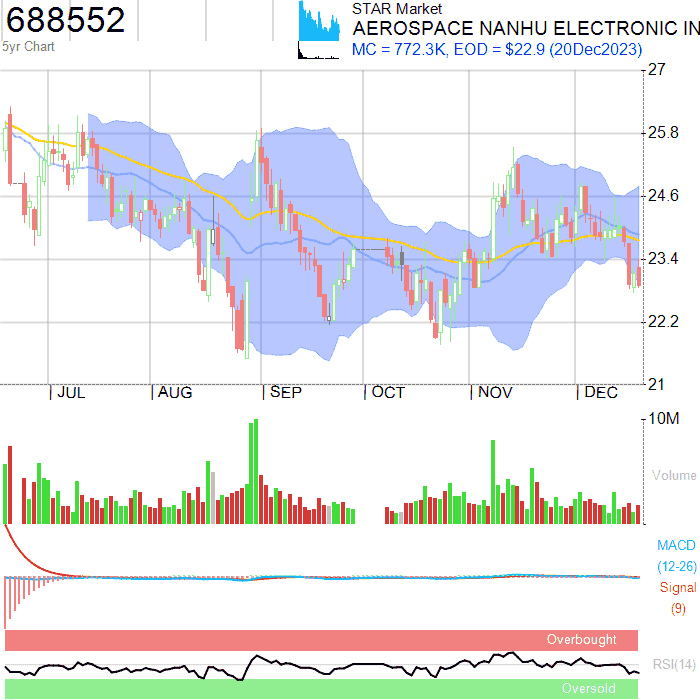 688552
5yr Chart
STAR Market
AEROSPACE NANHU ELECTRONIC IN
MC = 772.3K, EOD = $22.9 (20Dec2023)
27
25.8
24.6
23.4
22.2
21
JUL
AUG
SEP
OCT
NOV
DEC
10M
Volume
MACD
(12-26)
Signal
(9)
Overbought
RSI(14)
Oversold